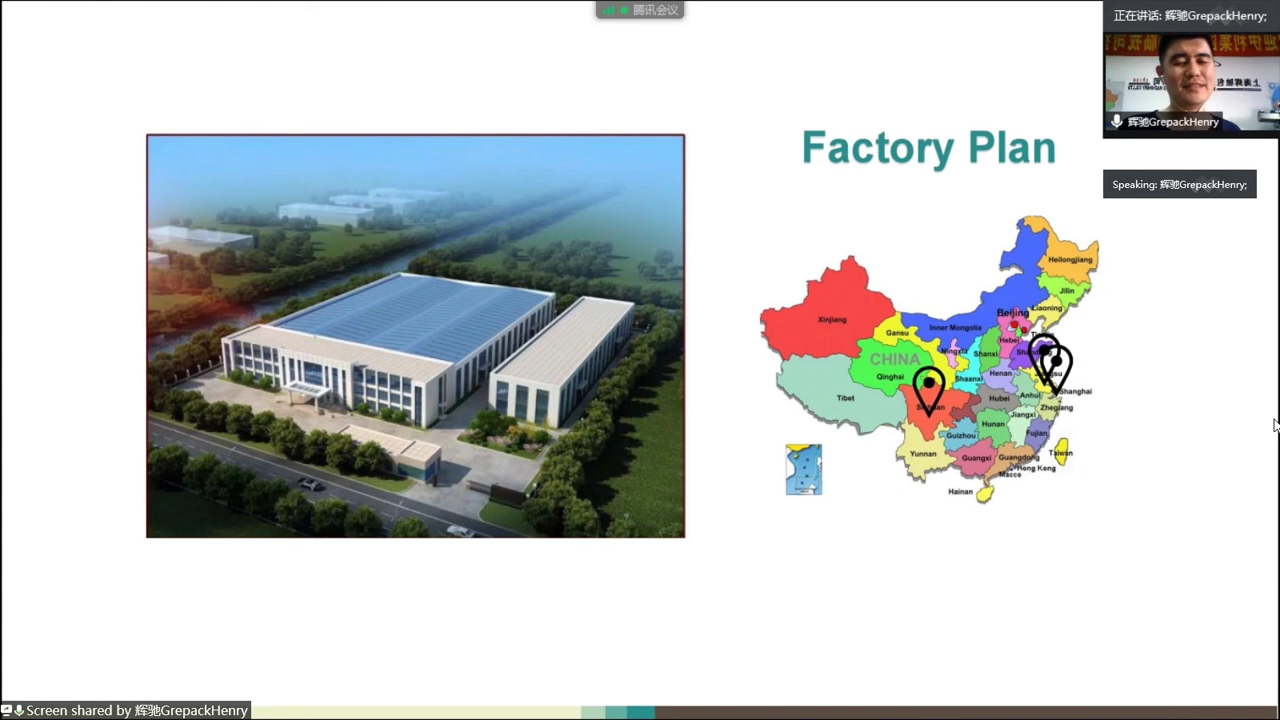 腾讯会议
正在讲话: 辉驰GrepackHenry;
辉驰GrepackHenry
Speaking: 辉驰GrepackHenry;
Factory Plan
Heilongjiang
Jilin
Liaoning
Beijing
Xinjiang
Gansu
Inner Mongolia
Hebei
Ningxia
Shanxi
CHINA
Qinghai
Shaanxi
Henan
Shanghai
Tibet
Hubei
Anhui
Zhegiang
Jiangxi
Hunan
Guizhou
Fujian
Yunnan
Guangxi
Guangdong
Taiwan
Hong Kong
Macco
Hainan
Screen shared by 辉驰GrepackHenry